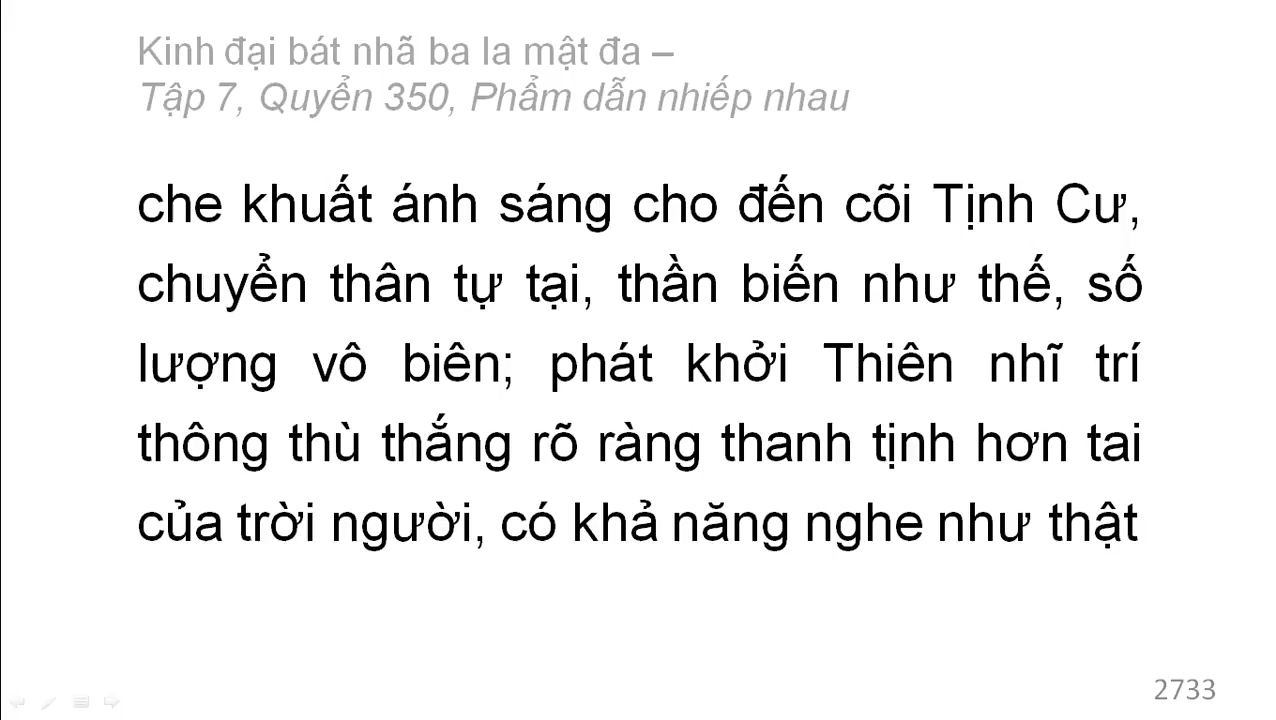 Kinh đại bát nhã ba la mật đa –
Tập 7, Quyển 350, Phẩm dẫn nhiếp nhau
che khuất ánh sáng cho đến cõi Tịnh Cư,
chuyển thân tự tại, thần biến như thế, số
lượng vô biên; phát khởi Thiên nhĩ trí
thông thù thắng rõ ràng thanh tịnh hơn tai
của trời người, có khả năng nghe như thật
2733